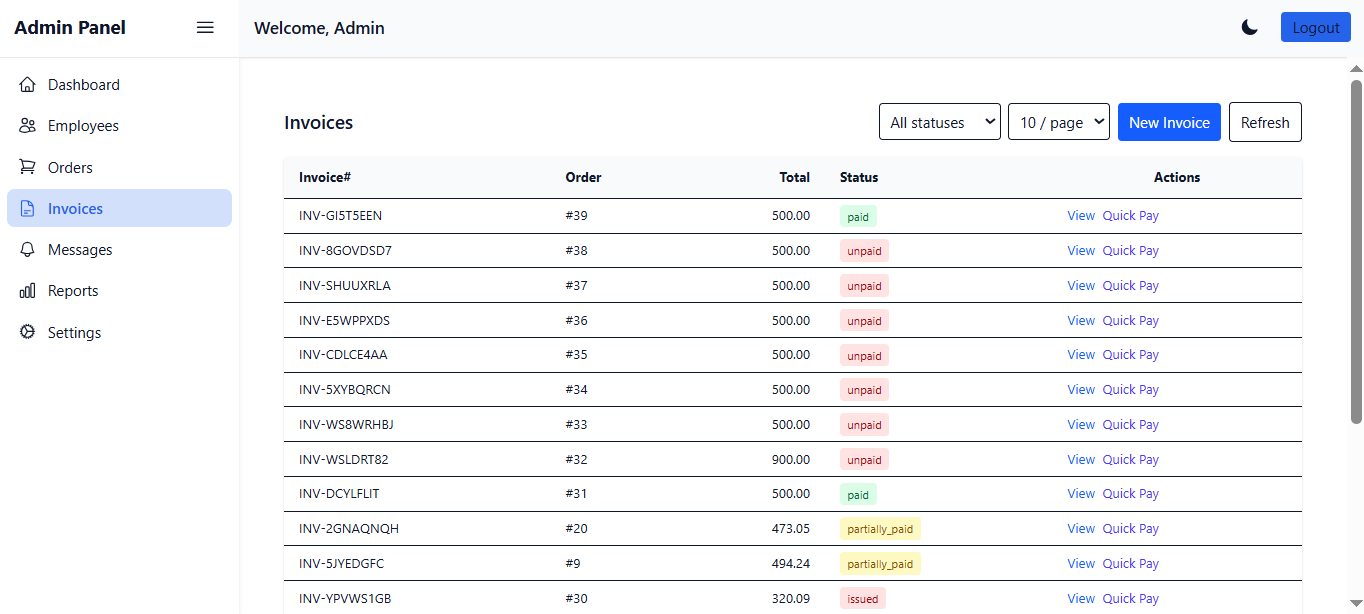 Admin Panel
Welcome, Admin
Logout
Dashboard
Employees
Orders
Invoices
Messages
Reports
Settings
Invoices
All statuses
10 / page
New Invoice
Refresh
Invoice# Order Total Status Actions
INV-GI5T5EEN #39 500.00 paid View Quick Pay
INV-8GOVDSD7 #38 500.00 unpaid View Quick Pay
INV-SHUUXRLA #37 500.00 unpaid View Quick Pay
INV-E5WPPXDS #36 500.00 unpaid View Quick Pay
INV-CDLCE4AA #35 500.00 unpaid View Quick Pay
INV-5XYBQRCN #34 500.00 unpaid View Quick Pay
INV-WS8WRHBJ #33 500.00 unpaid View Quick Pay
INV-WSLDRT82 #32 900.00 unpaid View Quick Pay
INV-DCYLFLIT #31 500.00 paid View Quick Pay
INV-2GNAQNQH #20 473.05 partially_paid View Quick Pay
INV-5JYEDGFC #9 494.24 partially_paid View Quick Pay
INV-YPVWS1GB #30 320.09 issued View Quick Pay